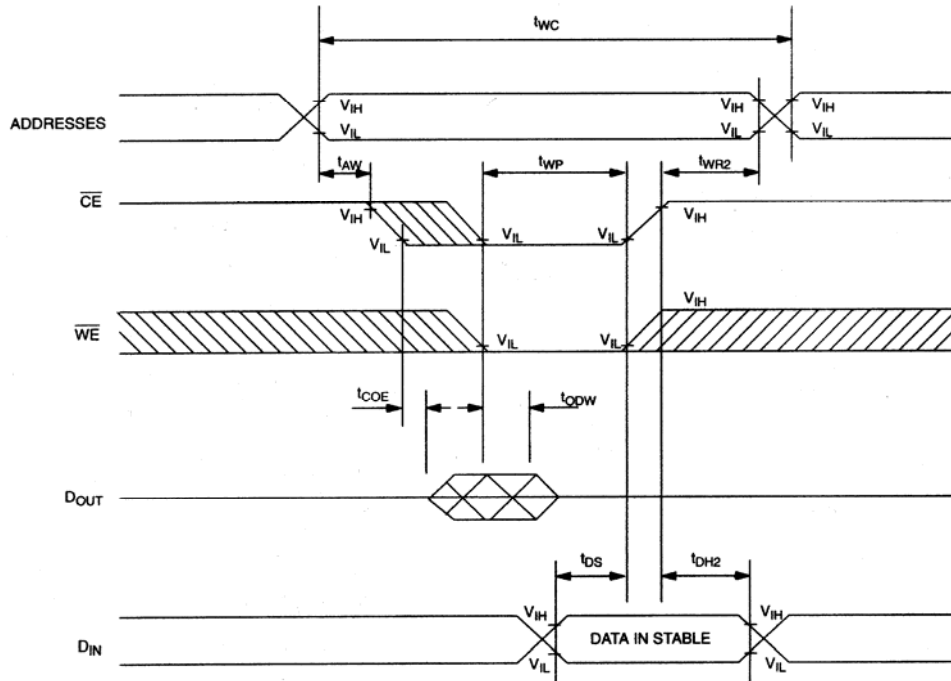 tWC
ADDRESSES
VIH
VIL
VIH
VIL
VIH
VIL
tAW
tWP
tWR2
CE
VIH
VIL
VIL
VIL
VIH
WE
VIL
VIL
VIH
tCOE
tODW
DOUT
tDS
tDH2
DIN
VIH
VIL
DATA IN STABLE
VIH
VIL